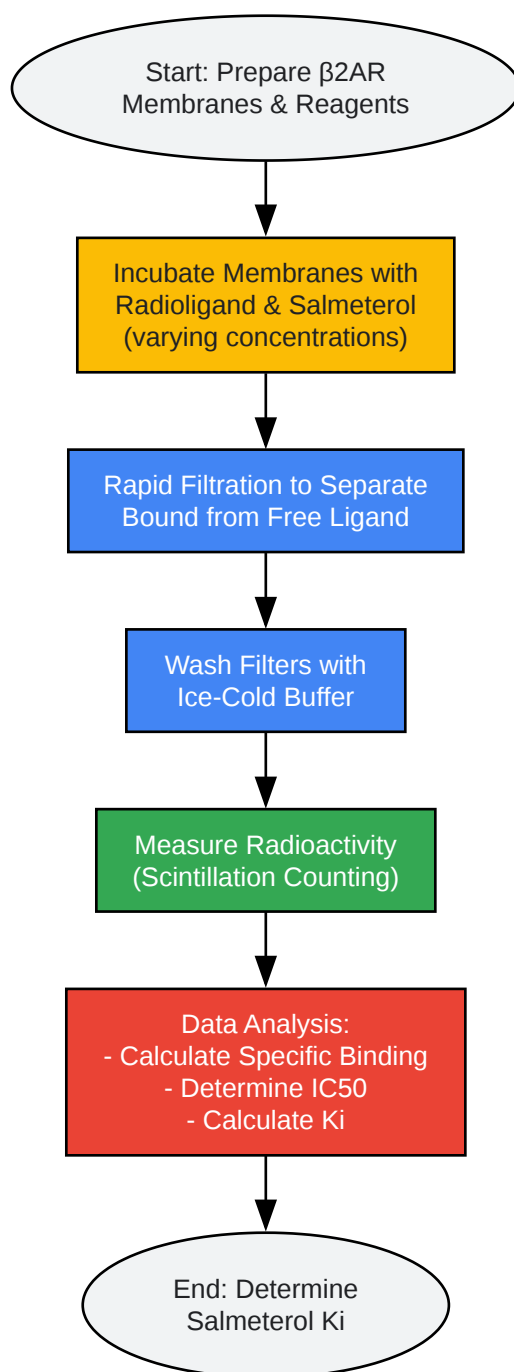 Start: Prepare β2AR
Membranes & Reagents
Incubate Membranes with
Radioligand & Salmeterol
(varying concentrations)
Rapid Filtration to Separate
Bound from Free Ligand
Wash Filters with
Ice-Cold Buffer
Measure Radioactivity
(Scintillation Counting)
Data Analysis:
- Calculate Specific Binding
- Determine IC50
- Calculate Ki
End: Determine
Salmeterol Ki